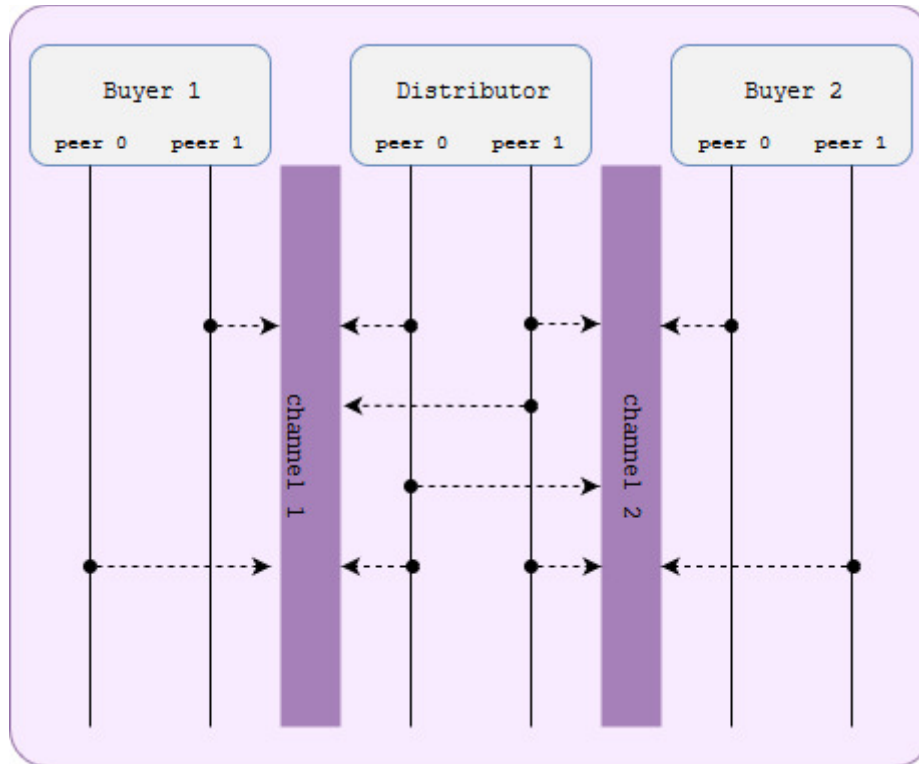 Buyer 1
peer 0 peer 1
Distributor
peer 0 peer 1
Buyer 2
peer 0 peer 1
channel 1
channel 2